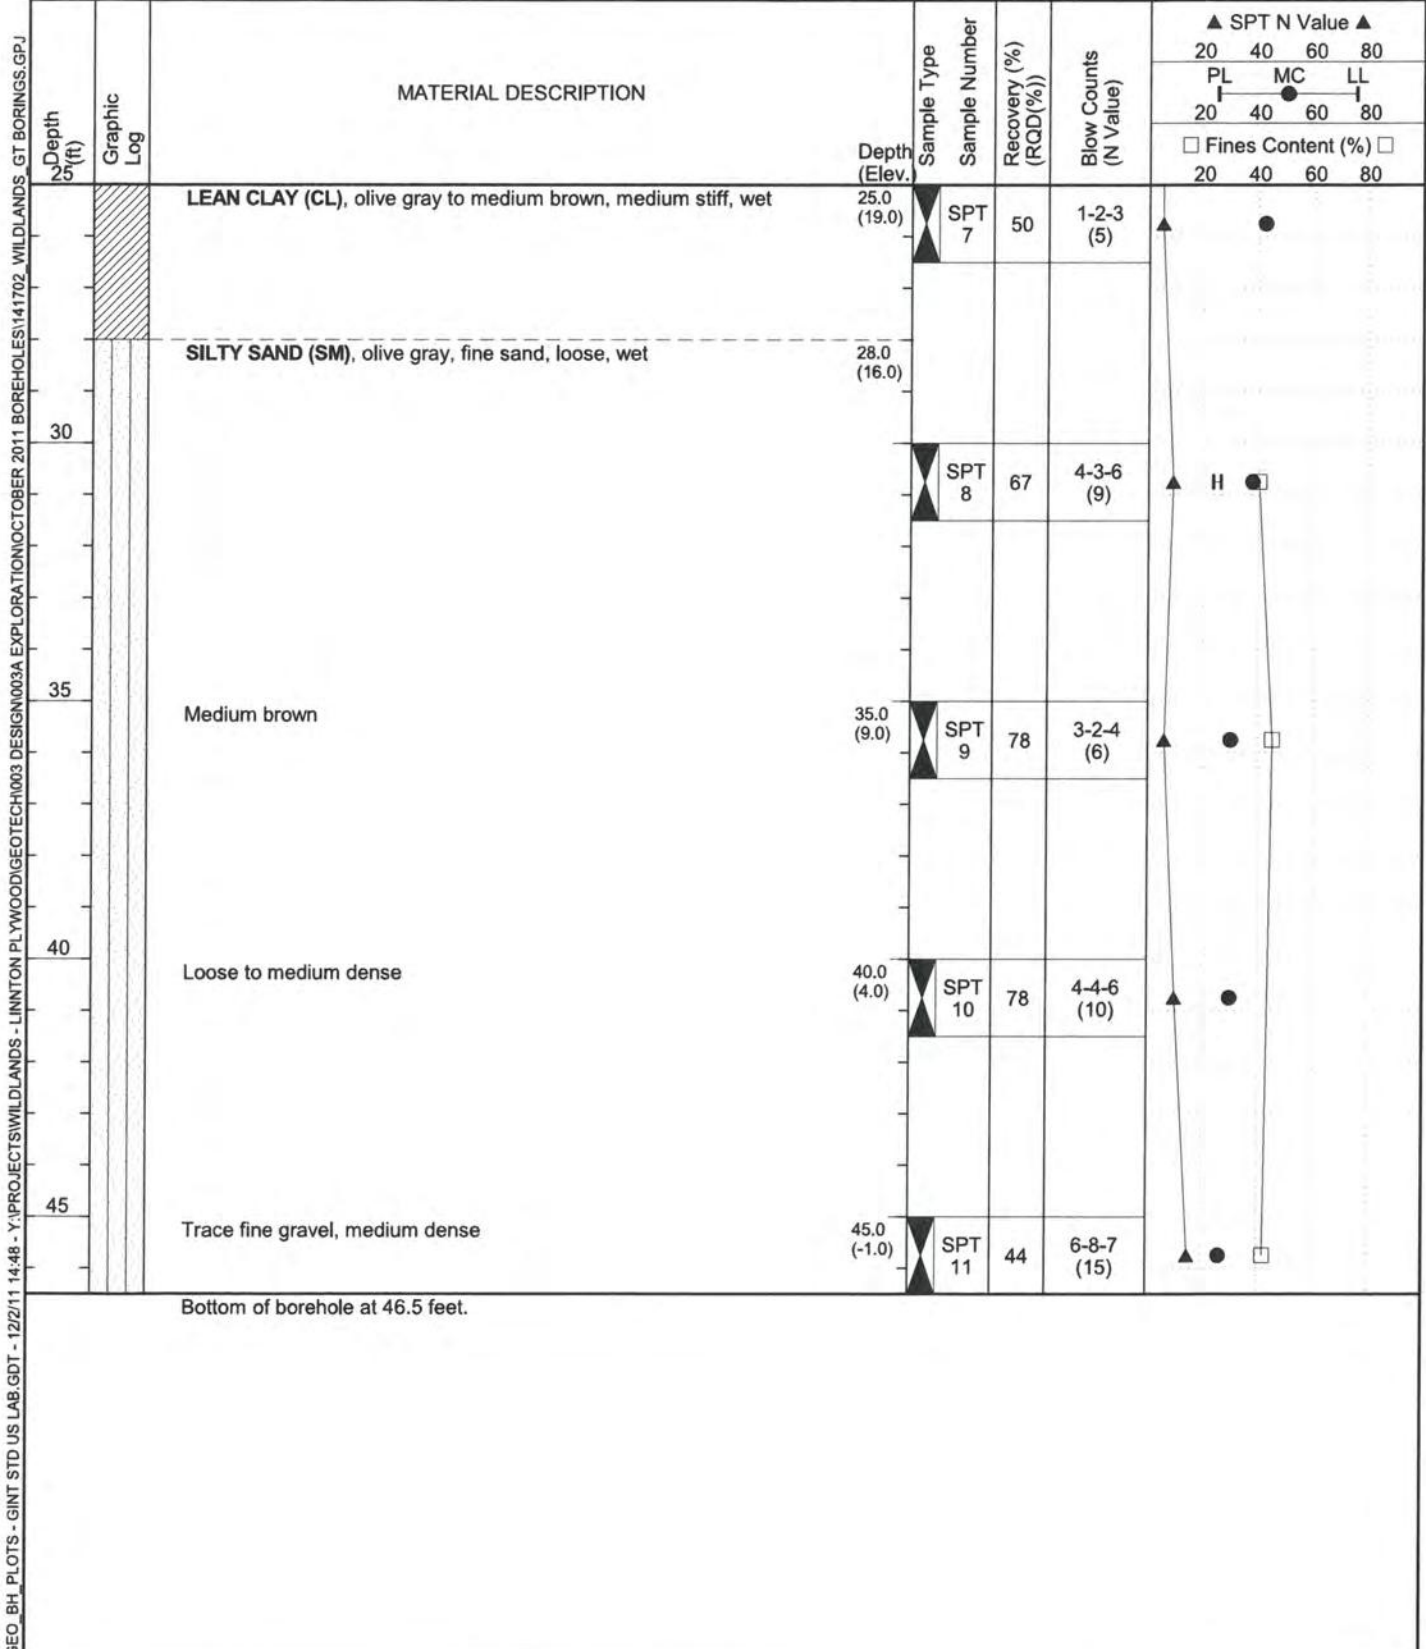 Depth (ft)
Graphic Log
MATERIAL DESCRIPTION
Depth (Elev.)
Sample Type
Sample Number
Recovery (%) (RQD(%))
Blow Counts (N Value)
▲ SPT N Value ▲
20 40 60 80
PL MC LL
20 40 60 80
□ Fines Content (%) □
20 40 60 80
25
LEAN CLAY (CL), olive gray to medium brown, medium stiff, wet
25.0
(19.0)
SPT 7
50
1-2-3
(5)
SILTY SAND (SM), olive gray, fine sand, loose, wet
28.0
(16.0)
30
SPT 8
67
4-3-6
(9)
35
Medium brown
35.0
(9.0)
SPT 9
78
3-2-4
(6)
40
Loose to medium dense
40.0
(4.0)
SPT 10
78
4-4-6
(10)
45
Trace fine gravel, medium dense
45.0
(-1.0)
SPT 11
44
6-8-7
(15)
Bottom of borehole at 46.5 feet.
GEO_BH_PLOTS - GINT STD US LAB.GDT - 12/2/11 14:48 - Y:\PROJECTS\WILDLANDS - LINNTON PLYWOOD\GEOTECH\003 DESIGN\003A EXPLORATION\OCTOBER 2011 BOREHOLES\141702_WILDLANDS_GT BORINGS.GPJ